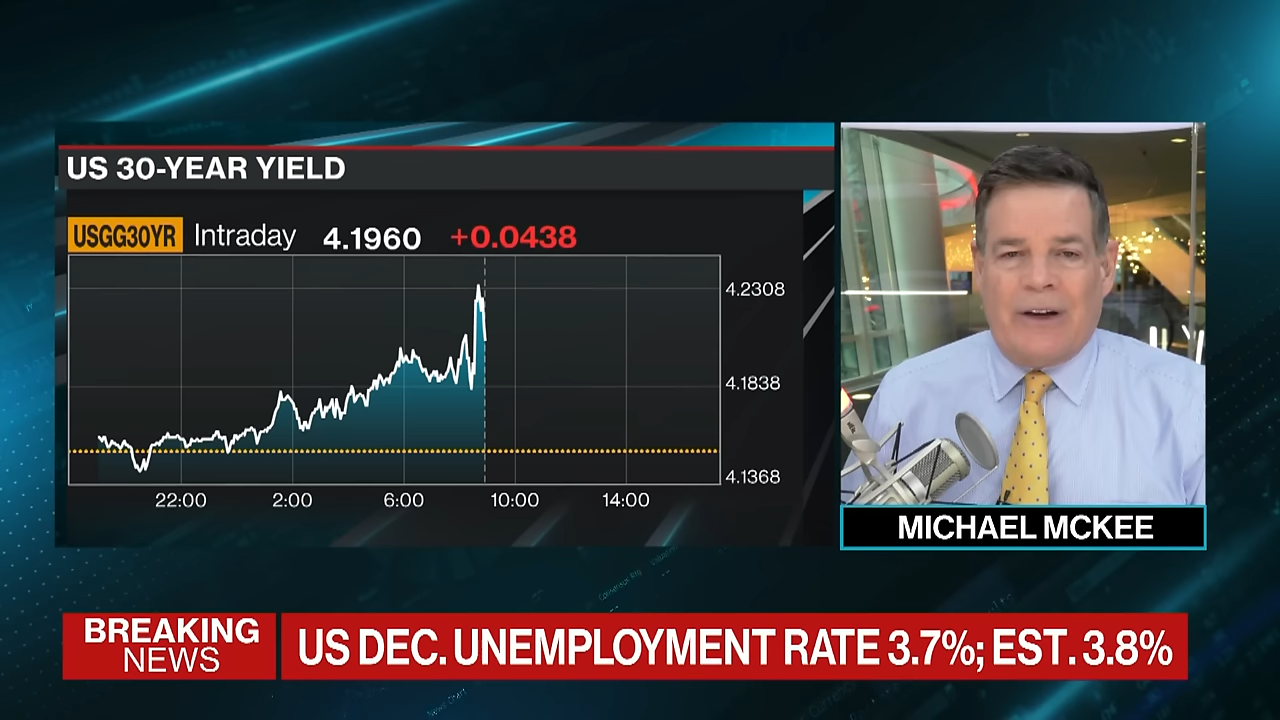 US 30-YEAR YIELD
USGG30YR Intraday 4.1960 +0.0438
4.2308
4.1838
4.1368
22:00 2:00 6:00 10:00 14:00
MICHAEL MCKEE
BREAKING
NEWS
US DEC. UNEMPLOYMENT RATE 3.7%; EST. 3.8%